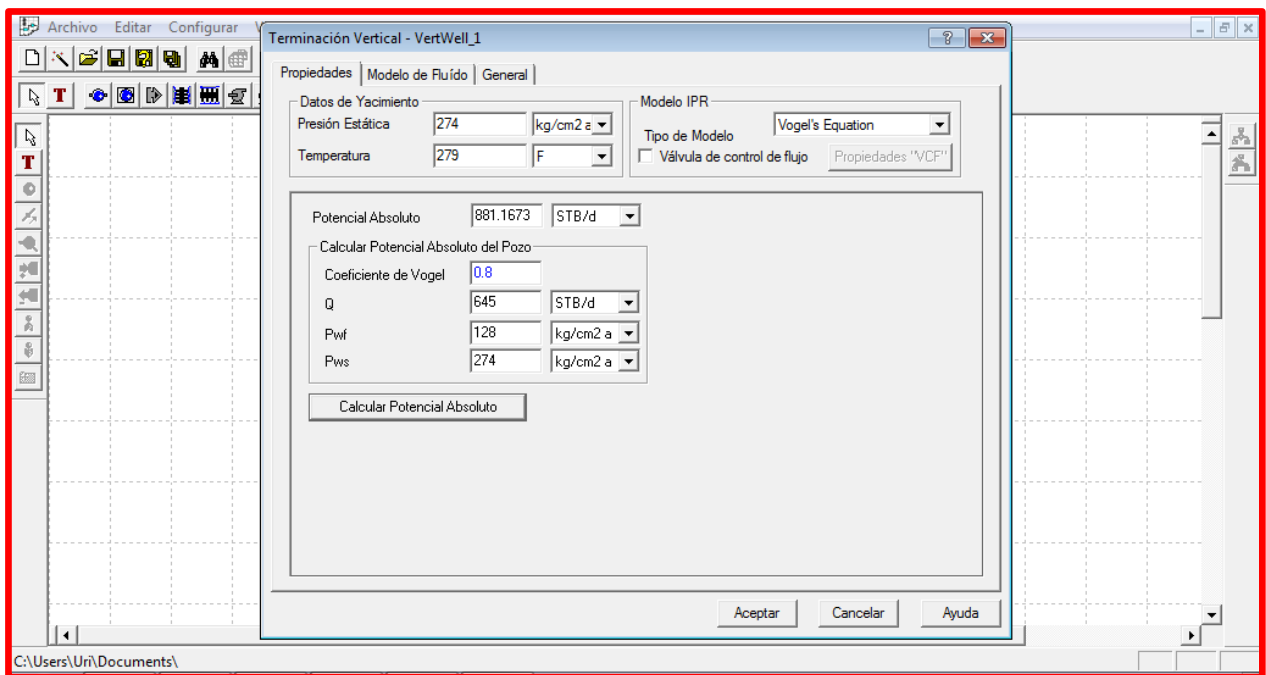 Archivo Editar Configurar
Terminación Vertical - VertWell_1
T
Propiedades Modelo de Fluído General
Datos de Yacimiento
Modelo IPR
Presión Estática 274 kg/cm2 a
Tipo de Modelo Vogel's Equation
Temperatura 279 F
Válvula de control de flujo Propiedades "VCF"
T
Potencial Absoluto 881.1673 STB/d
Calcular Potencial Absoluto del Pozo
Coeficiente de Vogel 0.8
Q 645 STB/d
Pwf 128 kg/cm2 a
Pws 274 kg/cm2 a
Calcular Potencial Absoluto
Aceptar Cancelar Ayuda
C:\Users\Uri\Documents\